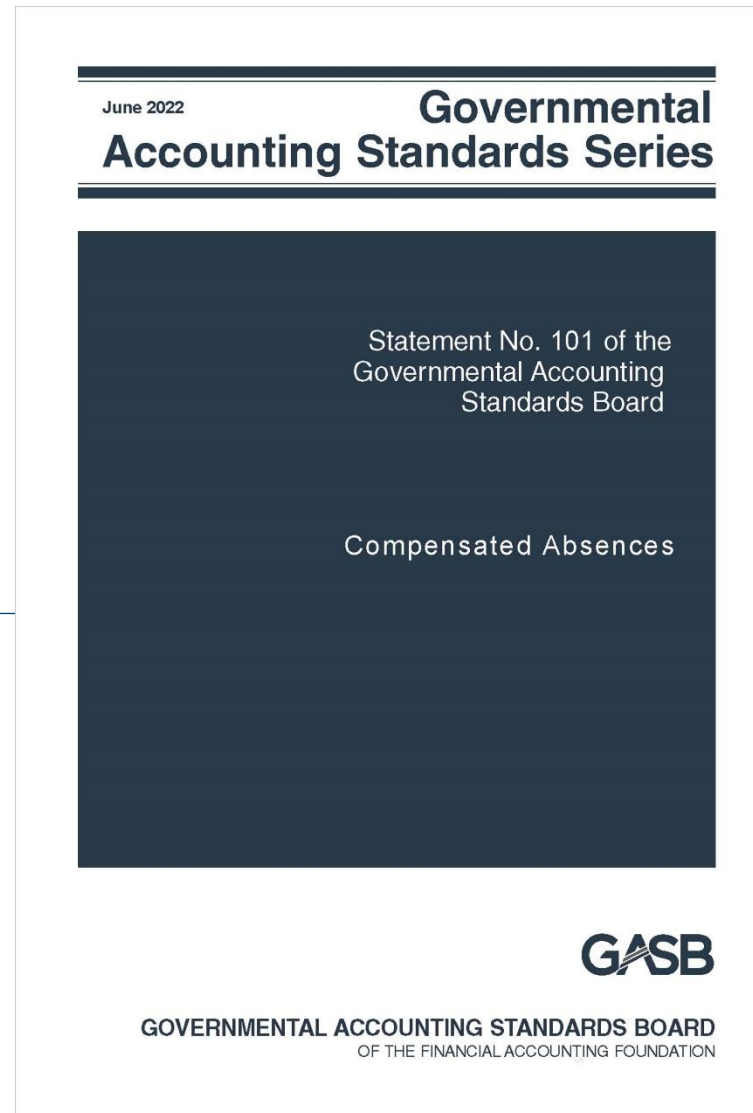 June 2022
Governmental
Accounting Standards Series
Statement No. 101 of the
Governmental Accounting
Standards Board
Compensated Absences
GASB
GOVERNMENTAL ACCOUNTING STANDARDS BOARD
OF THE FINANCIAL ACCOUNTING FOUNDATION